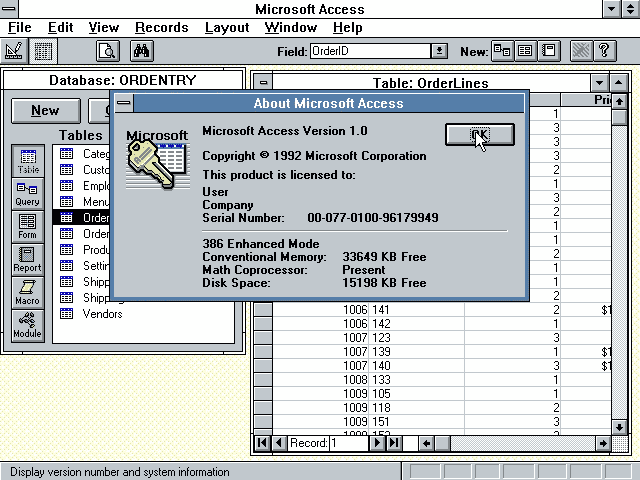 Microsoft Access
File Edit View Records Layout Window Help
Field: OrderID New:
Database: ORDENTRY
New
Tables
Table
Query
Form
Report
Macro
Module
Categ
Custo
Emplo
Menu
Order
Order
Produ
Settin
Shipp
Shipp
Vendors
Table: OrderLines
Pric
1
3
3
2
3
2
2
1
2
1
1
3
2
1
1006 141 2 $1
1006 142 1
1007 123 3
1007 139 1 $1
1007 140 3 $1
1008 133 1
1009 105 1
1009 118 2
1009 151 3
Record: 1
About Microsoft Access
Microsoft
Microsoft Access Version 1.0
OK
Copyright © 1992 Microsoft Corporation
This product is licensed to:
User
Company
Serial Number: 00-077-0100-96179949
386 Enhanced Mode
Conventional Memory: 33649 KB Free
Math Coprocessor: Present
Disk Space: 15198 KB Free
Display version number and system information